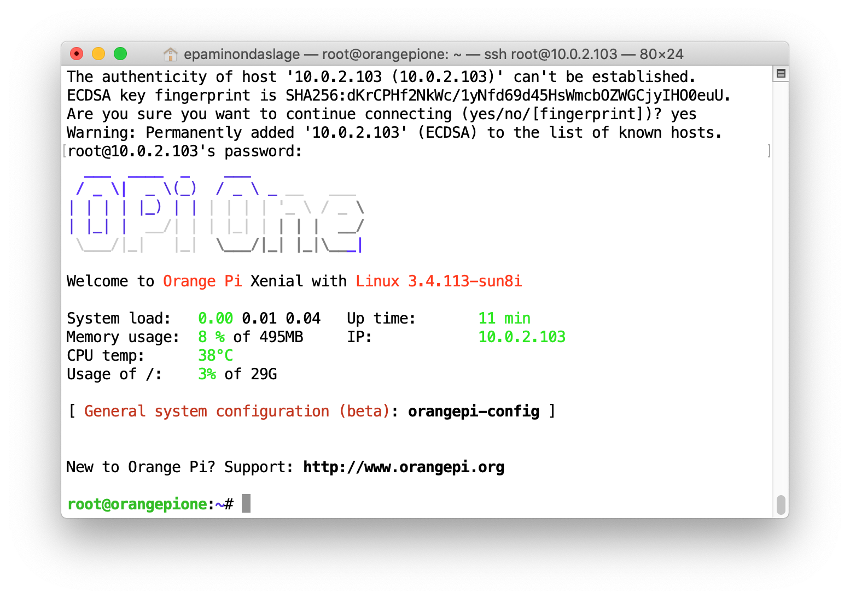 epaminondaslage — root@orangepione: ~ — ssh root@10.0.2.103 — 80×24
The authenticity of host '10.0.2.103 (10.0.2.103)' can't be established.
ECDSA key fingerprint is SHA256:dKrCPHf2NkWc/1yNfd69d45HsWmcbOZWGCjyIHO0euU.
Are you sure you want to continue connecting (yes/no/[fingerprint])? yes
Warning: Permanently added '10.0.2.103' (ECDSA) to the list of known hosts.
[root@10.0.2.103's password: ]
OPi One
Welcome to Orange Pi Xenial with Linux 3.4.113-sun8i
System load: 0.00 0.01 0.04 Up time: 11 min
Memory usage: 8 % of 495MB IP: 10.0.2.103
CPU temp: 38°C
Usage of /: 3% of 29G
[ General system configuration (beta): orangepi-config ]
New to Orange Pi? Support: http://www.orangepi.org
root@orangepione:~#